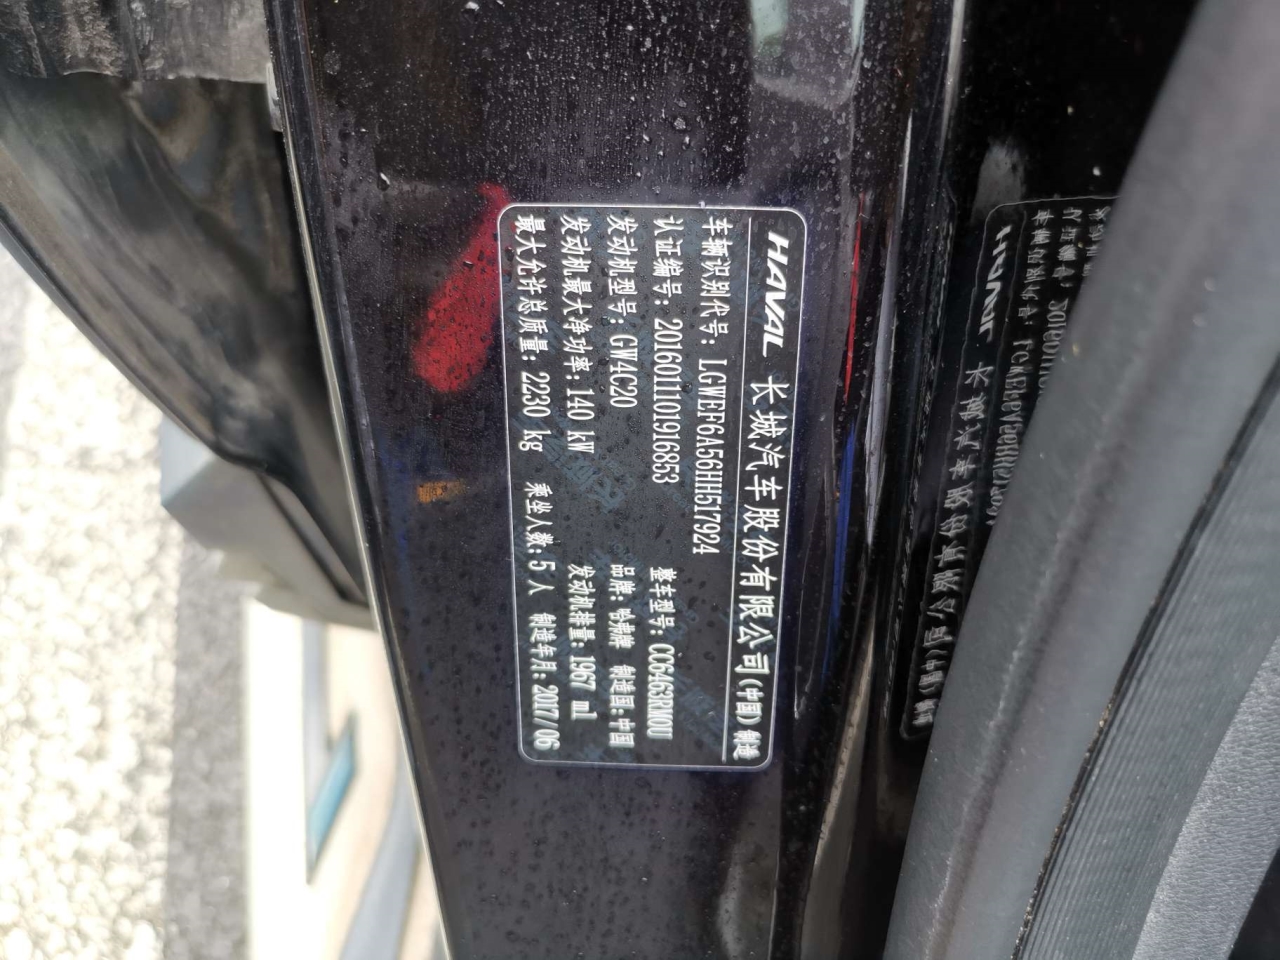 HAVAL 长城汽车股份有限公司(中国) 制造
车辆识别代号: LGWEF6A56HH517924
认证编号: 2016011101916853 整车型号: CC6463RM00U
发动机型号: GW4C20 品牌: 哈弗牌 制造国: 中国
发动机最大净功率: 140 kW 发动机排量: 1967 ml
最大允许总质量: 2230 kg 乘坐人数: 5 人 制造年月: 2017/06